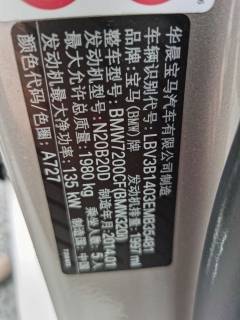 华晨宝马汽车有限公司制造
品牌：宝马(BMW)牌 制造国：中国
车辆识别代号：LBV3B1403EMB35481
整车型号：BMW7200CF(BMW320i) 乘坐人数：5人
发动机型号：N20B20D 制造年月：2014.01
发动机排量：1997 ml
最大允许总质量：1980 kg
发动机最大净功率：135 kW
颜色代码/色圈：A72T